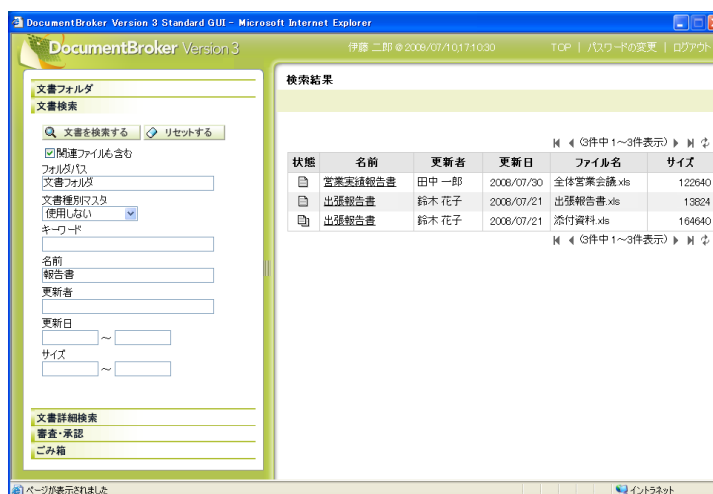 DocumentBroker Version 3 Standard GUI - Microsoft Internet Explorer
DocumentBroker Version 3
伊藤 二郎@2009/07/10,17:10:30 TOP | パスワードの変更 | ログアウト
文書フォルダ
文書検索
文書を検索する リセットする
関連ファイルも含む
フォルダパス
文書フォルダ
文書種別マスタ
使用しない
キーワード
名前
報告書
更新者
更新日
～
サイズ
～
文書詳細検索
審査・承認
ごみ箱
検索結果
(3件中 1～3件表示)
状態 名前 更新者 更新日 ファイル名 サイズ
営業実績報告書 田中 一郎 2008/07/30 全体営業会議.xls 122640
出張報告書 鈴木 花子 2008/07/21 出張報告書.xls 13824
出張報告書 鈴木 花子 2008/07/21 添付資料.xls 164640
(3件中 1～3件表示)
ページが表示されました イントラネット